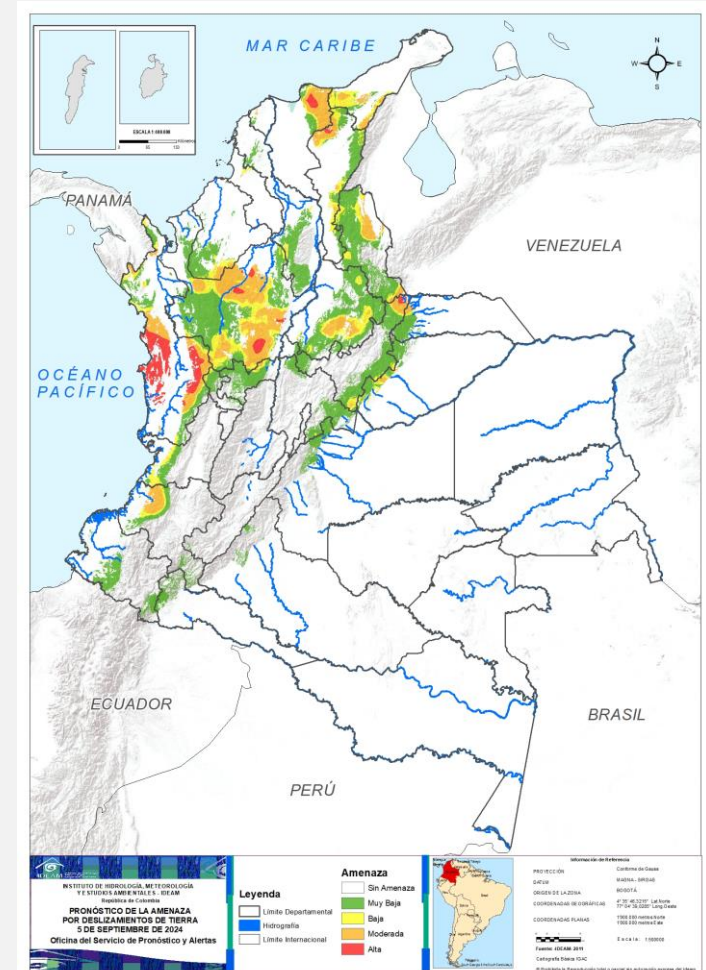 MAR CARIBE
N
W
E
S
PANAMÁ
VENEZUELA
OCÉANO
PACÍFICO
ECUADOR
BRASIL
PERÚ
IDEAM
INSTITUTO DE HIDROLOGÍA, METEOROLOGÍA
Y ESTUDIOS AMBIENTALES - IDEAM
República de Colombia
PRONÓSTICO DE LA AMENAZA
POR DESLIZAMIENTOS DE TIERRA
5 DE SEPTIEMBRE DE 2024
Oficina del Servicio de Pronóstico y Alertas
Leyenda
Límite Departamental
Hidrografía
Límite Internacional
Amenaza
Sin Amenaza
Muy Baja
Baja
Moderada
Alta
Información de Referencia
PROYECCIÓN
Conforme de Gauss
DATUM
MAGNA - SIRGAS
ORIGEN DE LA ZONA
BOGOTÁ
COORDENADAS GEOGRÁFICAS
COORDENADAS PLANAS
Escala:
Cartografía Básica IGAC